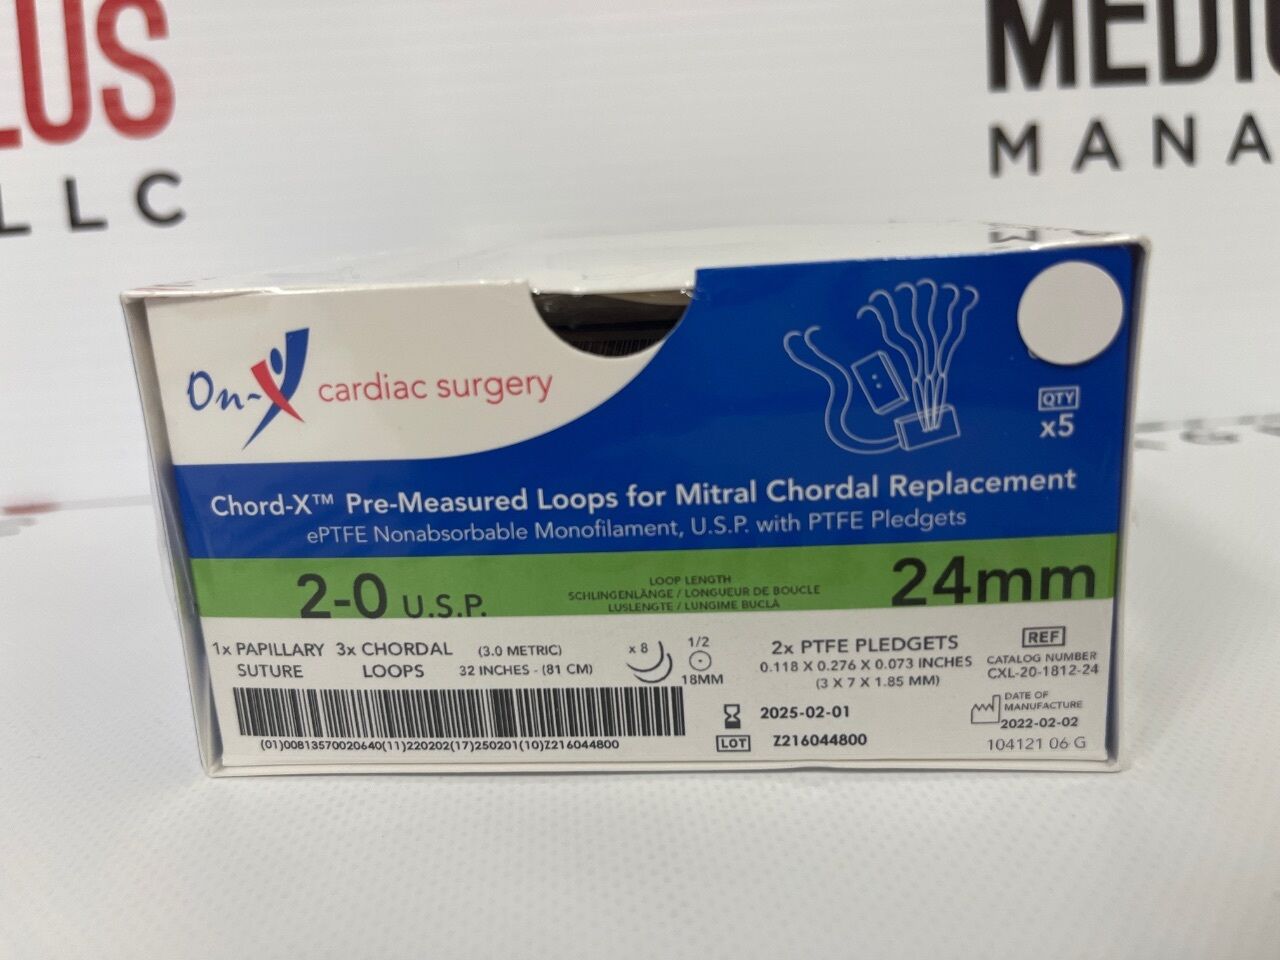 LUS
LLC
MEDIC
MANA
On-X cardiac surgery
QTY
x5
Chord-X™ Pre-Measured Loops for Mitral Chordal Replacement
ePTFE Nonabsorbable Monofilament, U.S.P. with PTFE Pledgets
2-0 U.S.P.
LOOP LENGTH
SCHLINGENLÄNGE / LONGUEUR DE BOUCLE
LUSLENGTE / LUNGIME BUCLĂ
24mm
1x PAPILLARY SUTURE
3x CHORDAL LOOPS
(3.0 METRIC)
32 INCHES - (81 CM)
x 8
1/2
18MM
2x PTFE PLEDGETS
0.118 X 0.276 X 0.073 INCHES
(3 X 7 X 1.85 MM)
REF
CATALOG NUMBER
CXL-20-1812-24
2025-02-01
LOT Z216044800
DATE OF
MANUFACTURE
2022-02-02
104121 06 G
(01)00813570020640(11)220202(17)250201(10)Z216044800